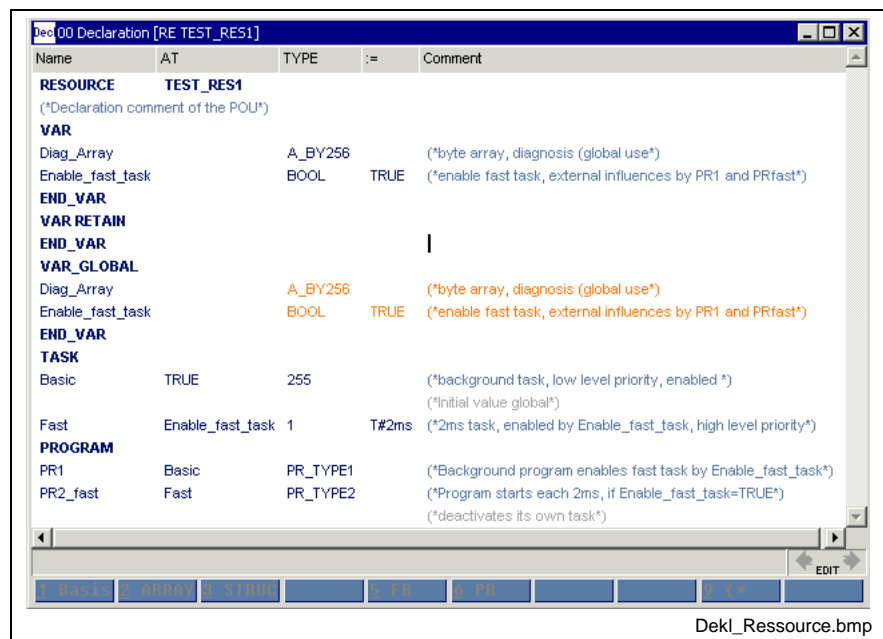 Decl 00 Declaration [RE TEST_RES1]
Name AT TYPE := Comment
RESOURCE TEST_RES1
(*Declaration comment of the POU*)
VAR
Diag_Array A_BY256 (*byte array, diagnosis (global use*)
Enable_fast_task BOOL TRUE (*enable fast task, external influences by PR1 and PRfast*)
END_VAR
VAR RETAIN
END_VAR
VAR_GLOBAL
Diag_Array A_BY256 (*byte array, diagnosis (global use*)
Enable_fast_task BOOL TRUE (*enable fast task, external influences by PR1 and PRfast*)
END_VAR
TASK
Basic TRUE 255 (*background task, low level priority, enabled *)
(*Initial value global*)
Fast Enable_fast_task 1 T#2ms (*2ms task, enabled by Enable_fast_task, high level priority*)
PROGRAM
PR1 Basic PR_TYPE1 (*Background program enables fast task by Enable_fast_task*)
PR2_fast Fast PR_TYPE2 (*Program starts each 2ms, if Enable_fast_task=TRUE*)
(*deactivates its own task*)
EDIT
1 Basis 2 ARRAY 3 STRUC 5 FB 6 PR 9 (*
Dekl_Ressource.bmp